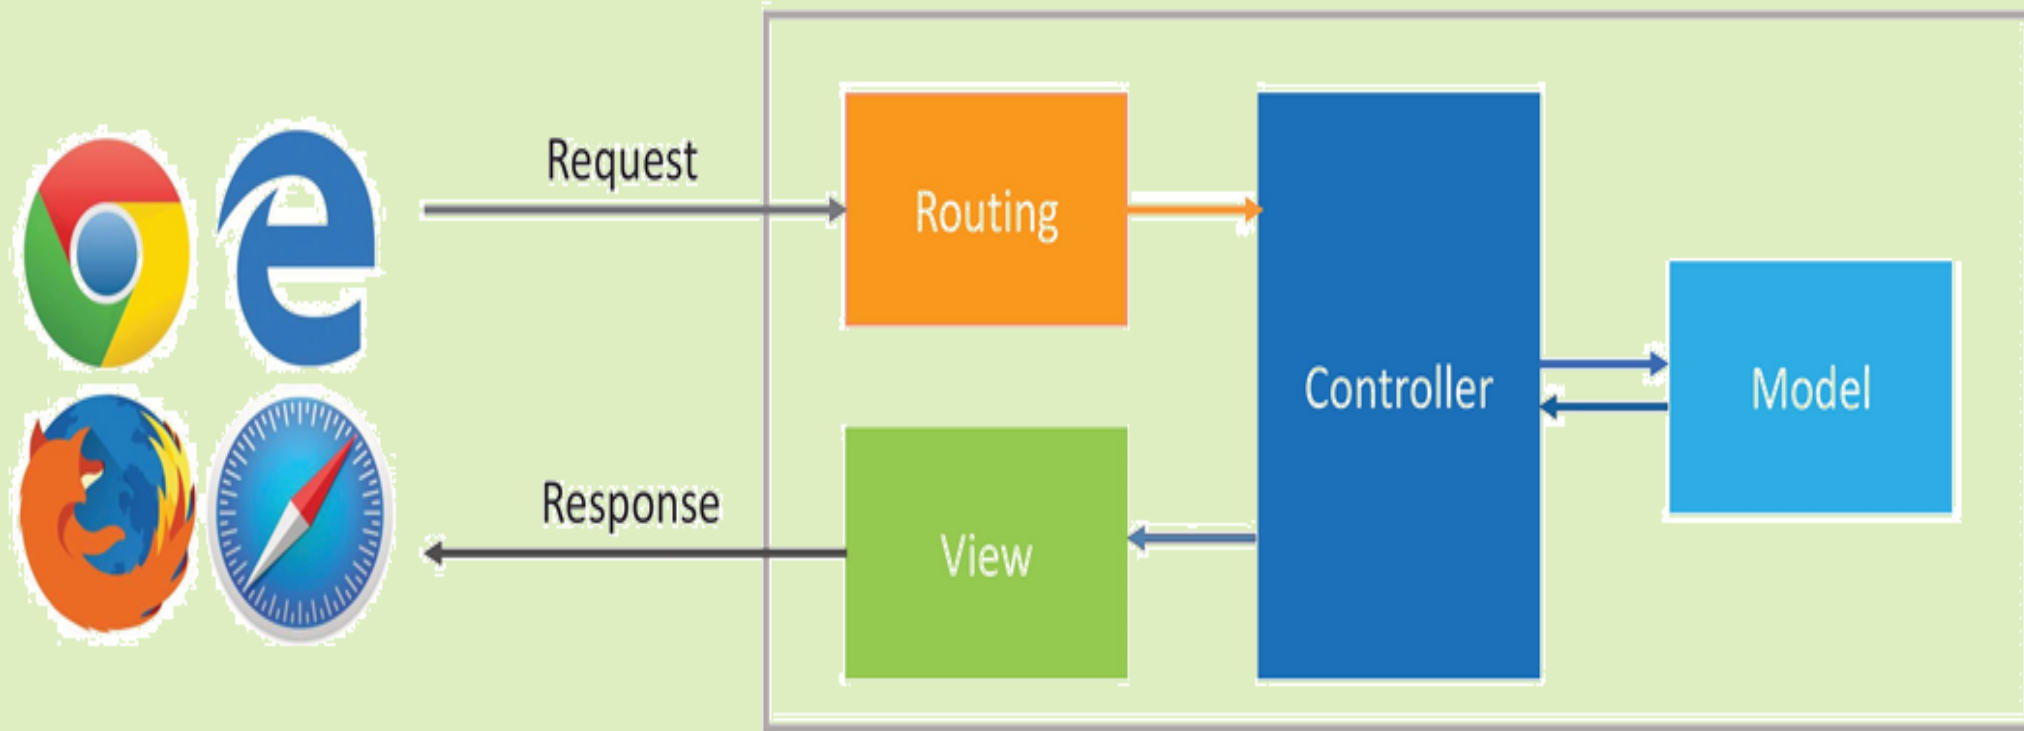 Request
Routing
Controller
Model
Response
View